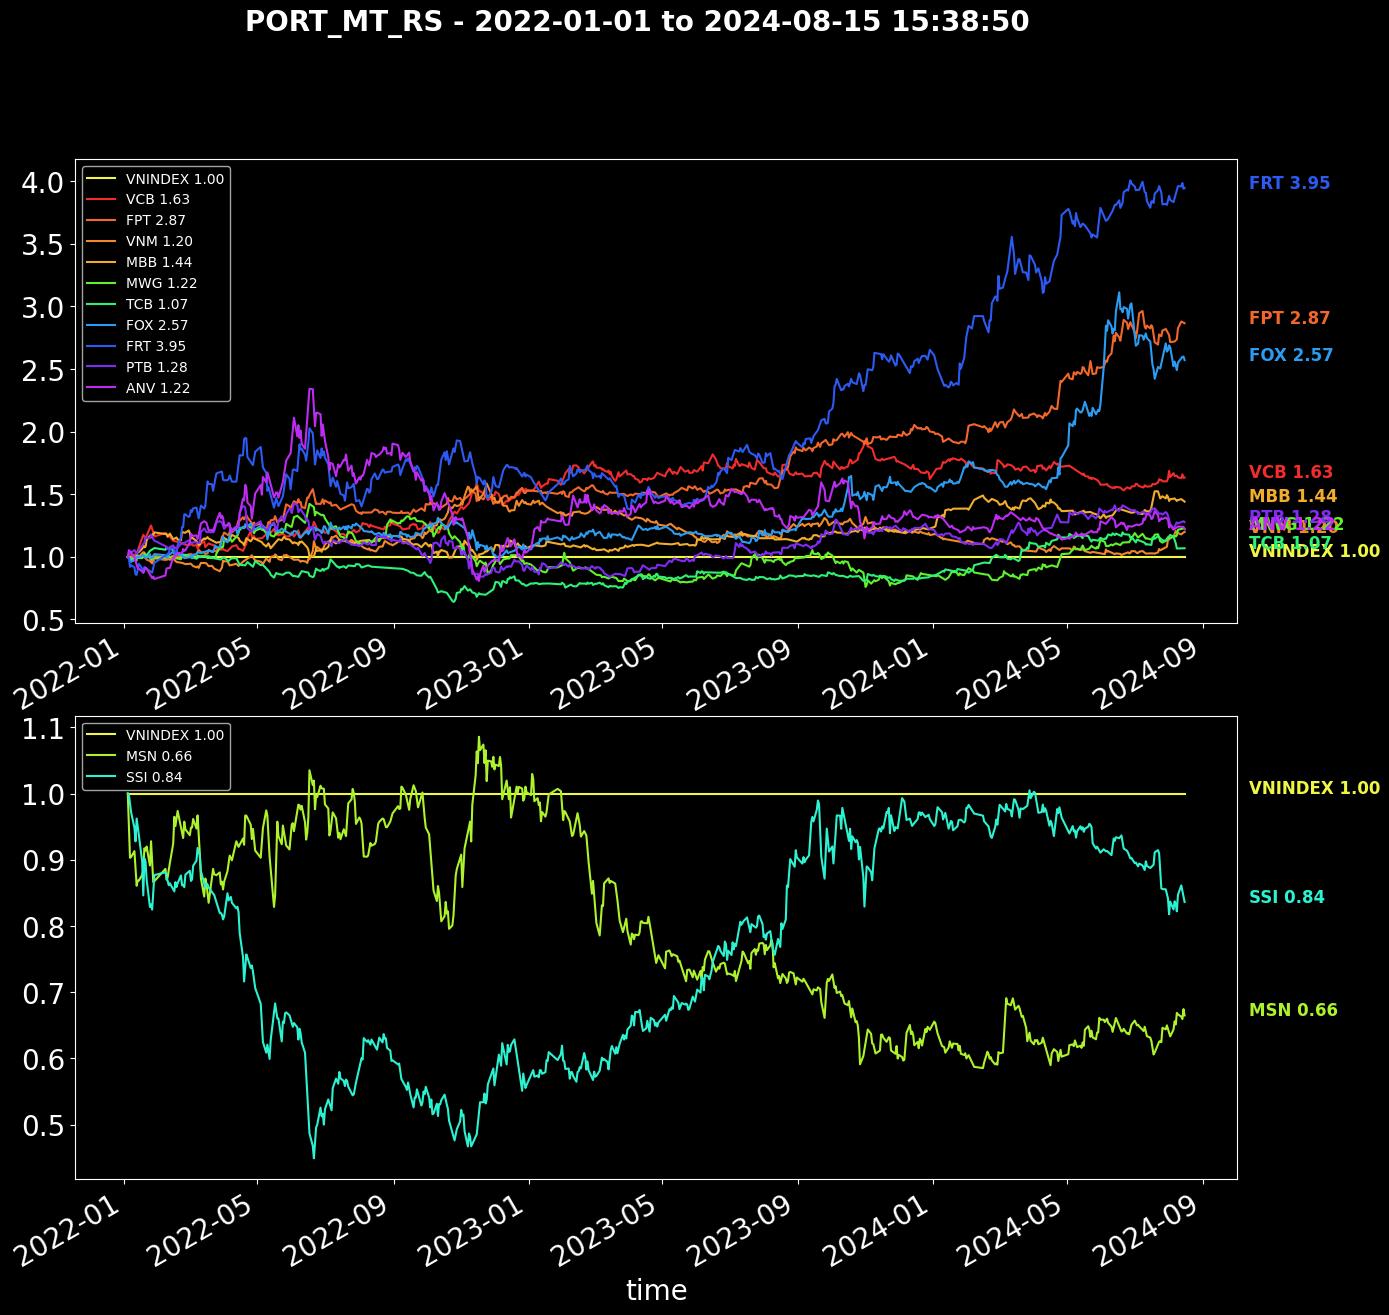 PORT_MT_RS - 2022-01-01 to 2024-08-15 15:38:50
VNINDEX 1.00
VCB 1.63
FPT 2.87
VNM 1.20
MBB 1.44
MWG 1.22
TCB 1.07
FOX 2.57
FRT 3.95
PTB 1.28
ANV 1.22
4.0
3.5
3.0
2.5
2.0
1.5
1.0
0.5
FRT 3.95
FPT 2.87
FOX 2.57
VCB 1.63
MBB 1.44
PTB 1.28
TCB 1.07
VNINDEX 1.00
2022-01
2022-05
2022-09
2023-01
2023-05
2023-09
2024-01
2024-05
2024-09
VNINDEX 1.00
MSN 0.66
SSI 0.84
1.1
1.0
0.9
0.8
0.7
0.6
0.5
VNINDEX 1.00
SSI 0.84
MSN 0.66
2022-01
2022-05
2022-09
2023-01
2023-05
2023-09
2024-01
2024-05
2024-09
time